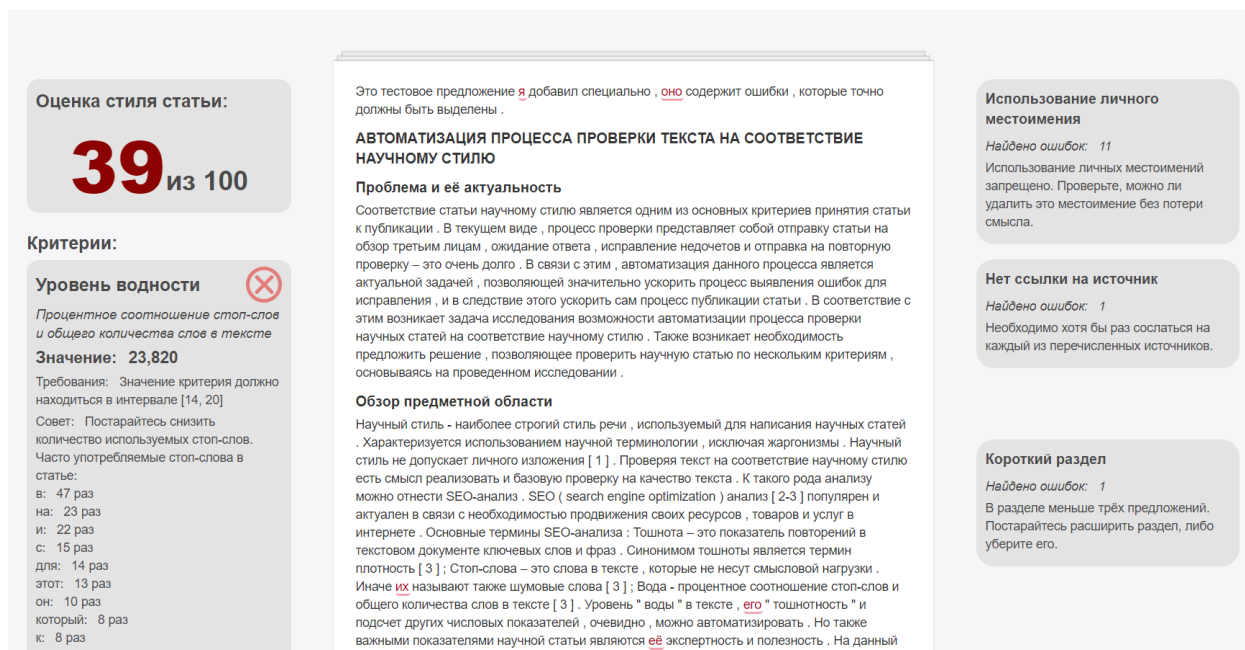 Оценка стиля статьи:
39 из 100
Критерии:
Уровень водности
Процентное соотношение стоп-слов
и общего количества слов в тексте
Значение: 23,820
Требования: Значение критерия должно
находиться в интервале [14, 20]
Совет: Постарайтесь снизить
количество используемых стоп-слов.
Часто употребляемые стоп-слова в
статье:
в: 47 раз
на: 23 раз
и: 22 раз
с: 15 раз
для: 14 раз
этот: 13 раз
он: 10 раз
который: 8 раз
к: 8 раз
Это тестовое предложение я добавил специально , оно содержит ошибки , которые точно
должны быть выделены .
АВТОМАТИЗАЦИЯ ПРОЦЕССА ПРОВЕРКИ ТЕКСТА НА СООТВЕТСТВИЕ
НАУЧНОМУ СТИЛЮ
Проблема и её актуальность
Соответствие статьи научному стилю является одним из основных критериев принятия статьи
к публикации . В текущем виде , процесс проверки представляет собой отправку статьи на
обзор третьим лицам , ожидание ответа , исправление недочетов и отправка на повторную
проверку – это очень долго . В связи с этим , автоматизация данного процесса является
актуальной задачей , позволяющей значительно ускорить процесс выявления ошибок для
исправления , и в следствие этого ускорить сам процесс публикации статьи . В соответствие с
этим возникает задача исследования возможности автоматизации процесса проверки
научных статей на соответствие научному стилю . Также возникает необходимость
предложить решение , позволяющее проверить научную статью по нескольким критериям ,
основываясь на проведенном исследовании .
Обзор предметной области
Научный стиль - наиболее строгий стиль речи , используемый для написания научных статей
. Характеризуется использованием научной терминологии , исключая жаргонизмы . Научный
стиль не допускает личного изложения [ 1 ] . Проверяя текст на соответствие научному стилю
есть смысл реализовать и базовую проверку на качество текста . К такого рода анализу
можно отнести SEO-анализ . SEO ( search engine optimization ) анализ [ 2-3 ] популярен и
актуален в связи с необходимостью продвижения своих ресурсов , товаров и услуг в
интернете . Основные термины SEO-анализа : Тошнота – это показатель повторений в
текстовом документе ключевых слов и фраз . Синонимом тошноты является термин
плотность [ 3 ] ; Стоп-слова – это слова в тексте , которые не несут смысловой нагрузки .
Иначе их называют также шумовые слова [ 3 ] ; Вода - процентное соотношение стоп-слов и
общего количества слов в тексте [ 3 ] . Уровень " воды " в тексте , его " тошнотность " и
подсчет других числовых показателей , очевидно , можно автоматизировать . Но также
важными показателями научной статьи являются её экспертность и полезность . На данный
Использование личного
местоимения
Найдено ошибок: 11
Использование личных местоимений
запрещено. Проверьте, можно ли
удалить это местоимение без потери
смысла.
Нет ссылки на источник
Найдено ошибок: 1
Необходимо хотя бы раз сослаться на
каждый из перечисленных источников.
Короткий раздел
Найдено ошибок: 1
В разделе меньше трёх предложений.
Постарайтесь расширить раздел, либо
уберите его.